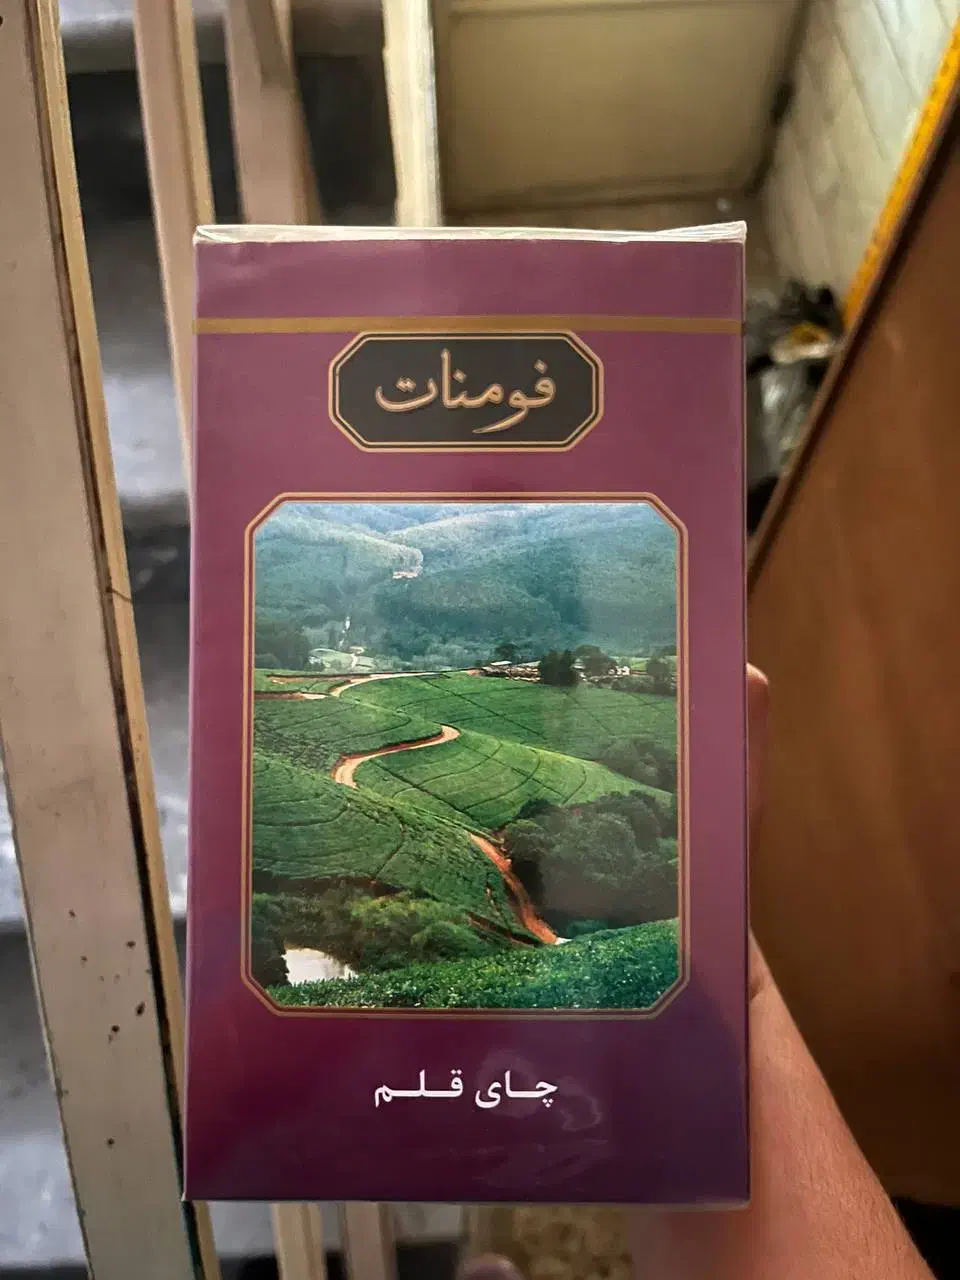 فومنات
چای قلم